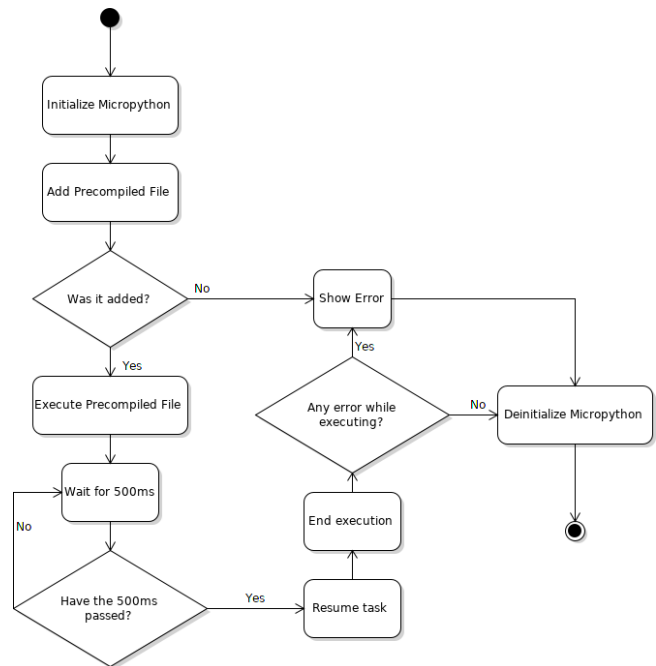 Initialize Micropython
Add Precompiled File
Was it added?
No
Show Error
Yes
Yes
Execute Precompiled File
Any error while
executing?
No
Deinitialize Micropython
Wait for 500ms
No
End execution
Have the 500ms
passed?
Yes
Resume task